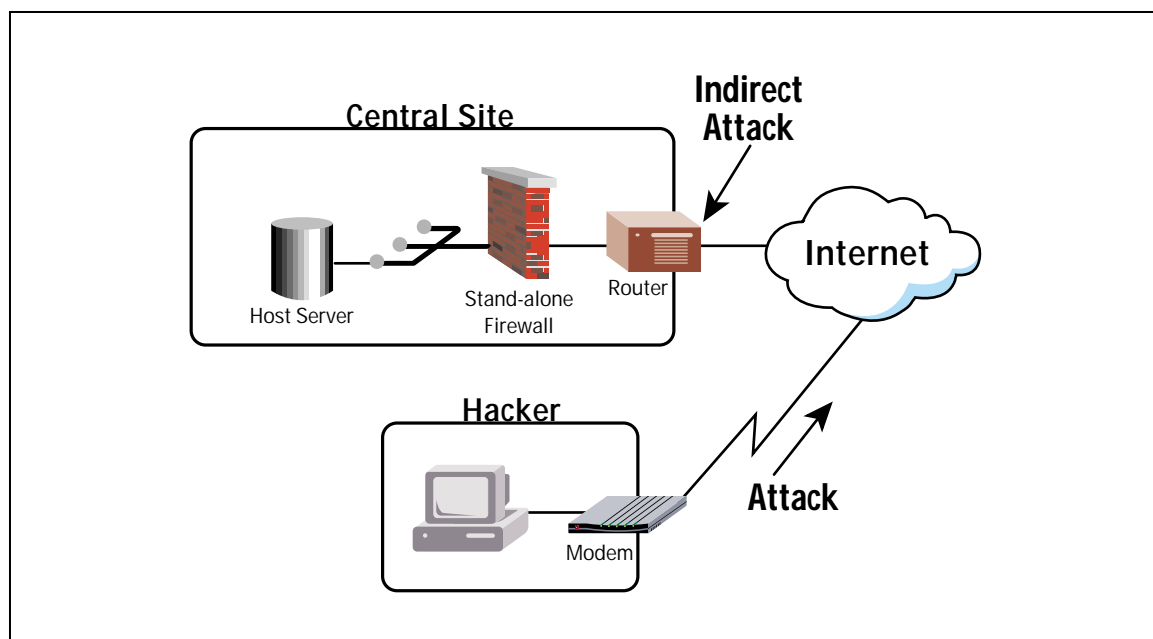 Indirect
Attack
Central Site
Internet
Host Server
Stand-alone
Firewall
Router
Hacker
Attack
Modem